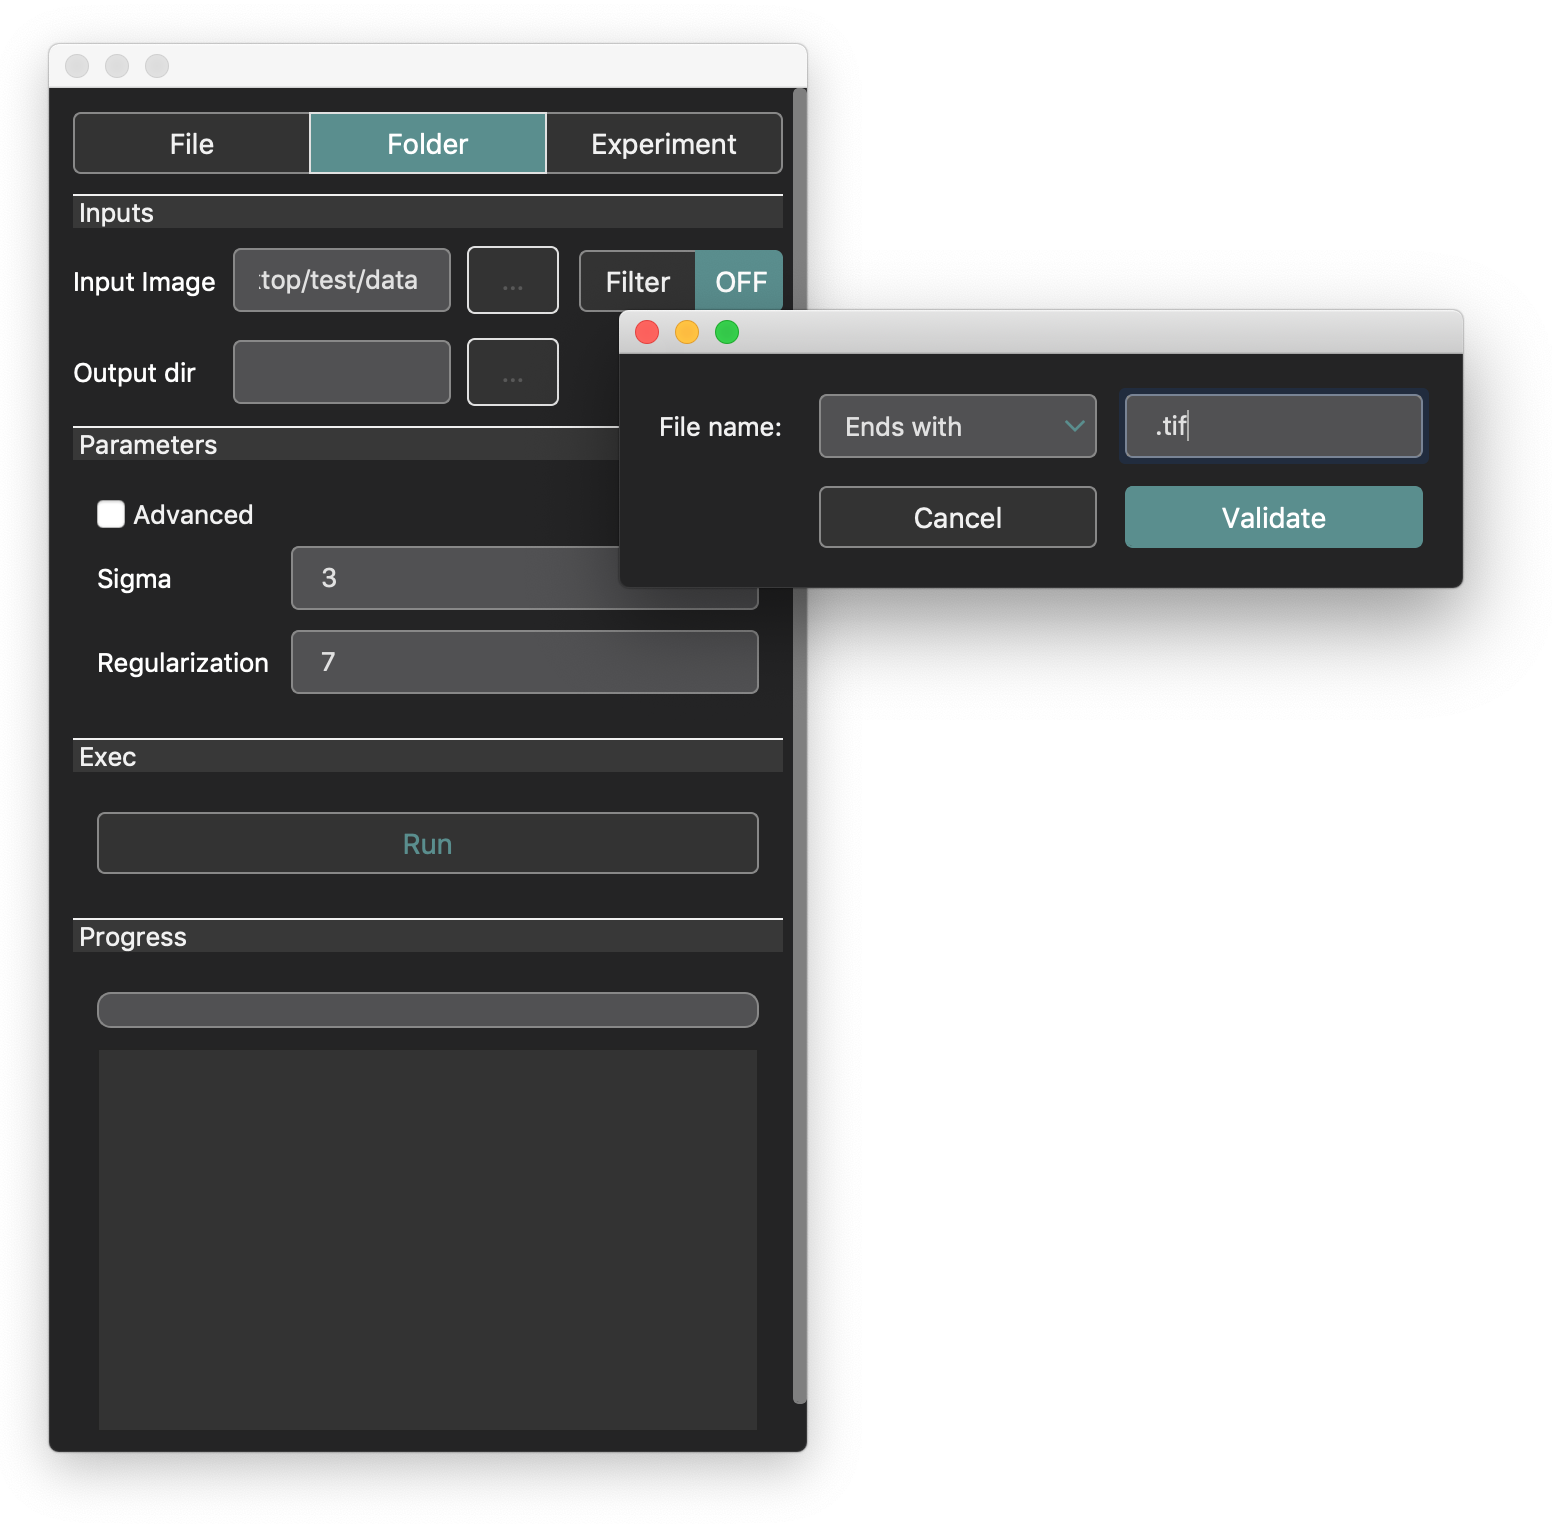 File Folder Experiment
Inputs
Input Image top/test/data ... Filter OFF
Output dir ...
Parameters
Advanced
Sigma 3
Regularization 7
Exec
Run
Progress
File name: Ends with .tif
Cancel Validate